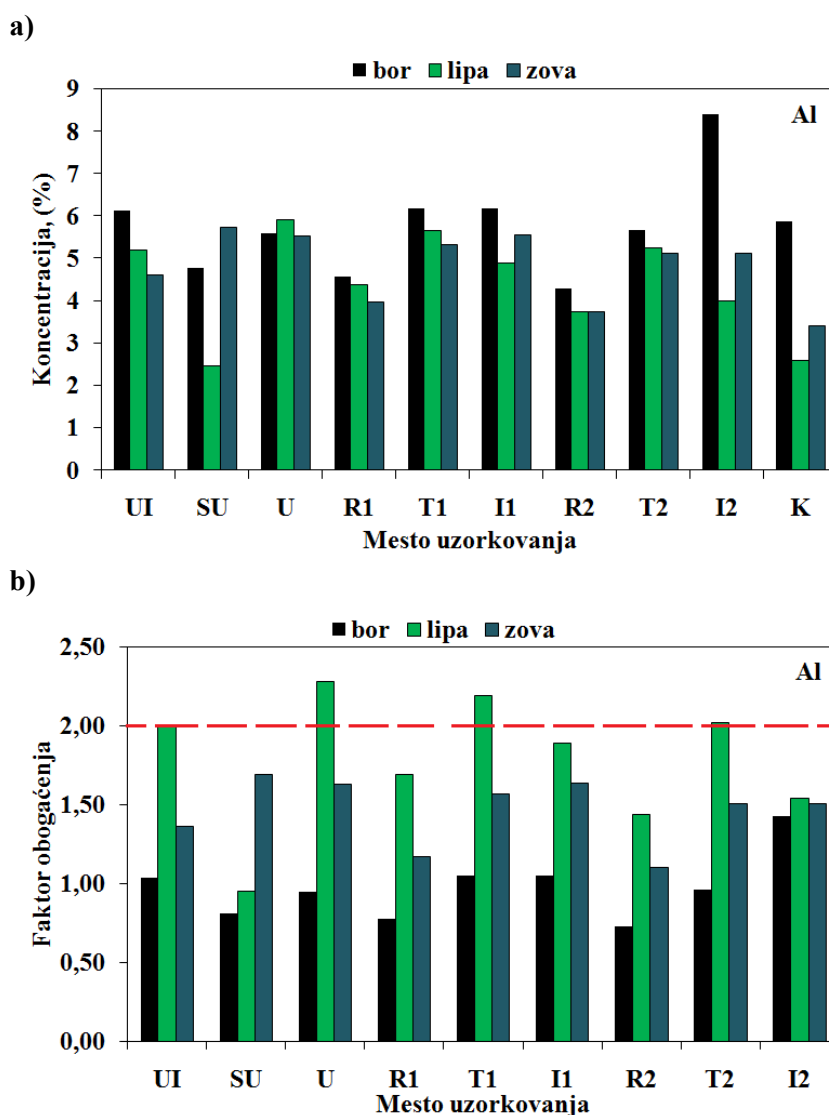 a)
bor lipa zova
Al
9
8
7
6
5
4
3
2
1
0
Koncentracija, (%)
UI SU U R1 T1 I1 R2 T2 I2 K
Mesto uzorkovanja
b)
bor lipa zova
Al
2,50
2,00
1,50
1,00
0,50
0,00
Faktor obogaćenja
UI SU U R1 T1 I1 R2 T2 I2
Mesto uzorkovanja